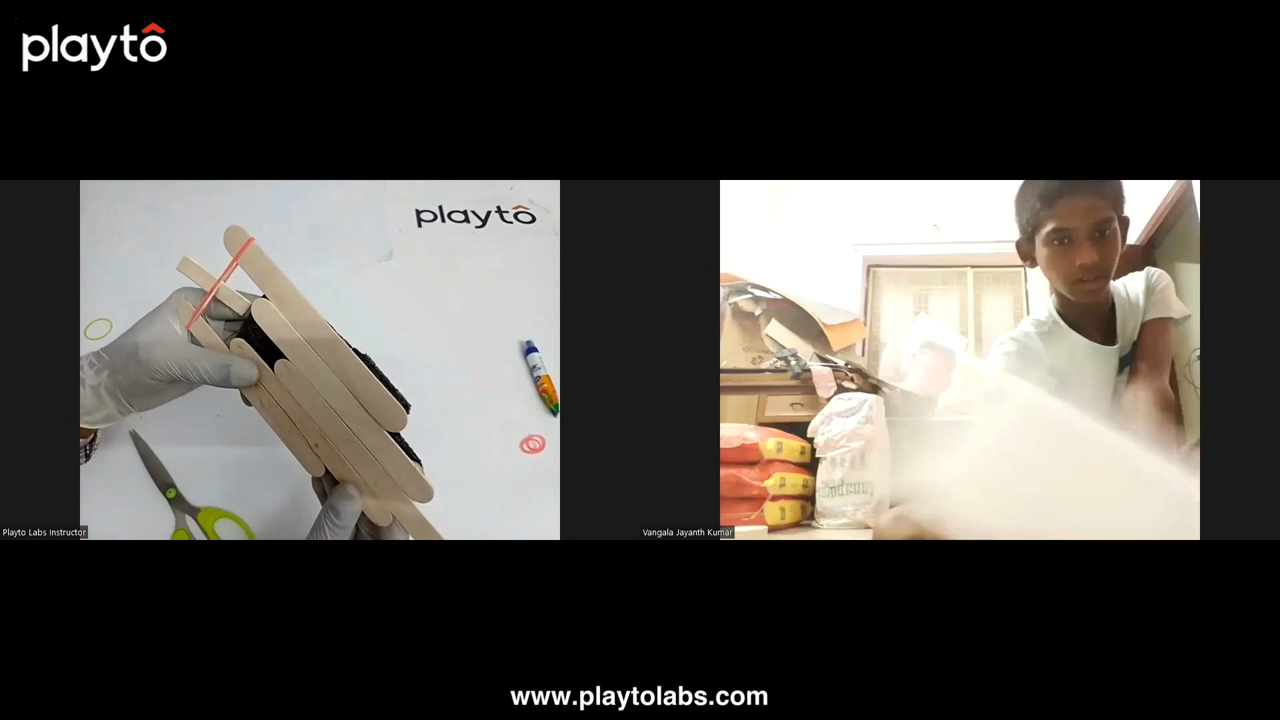 playtô
playtô
Playto Labs Instructor
Vangala Jayanth Kumar
www.playtolabs.com